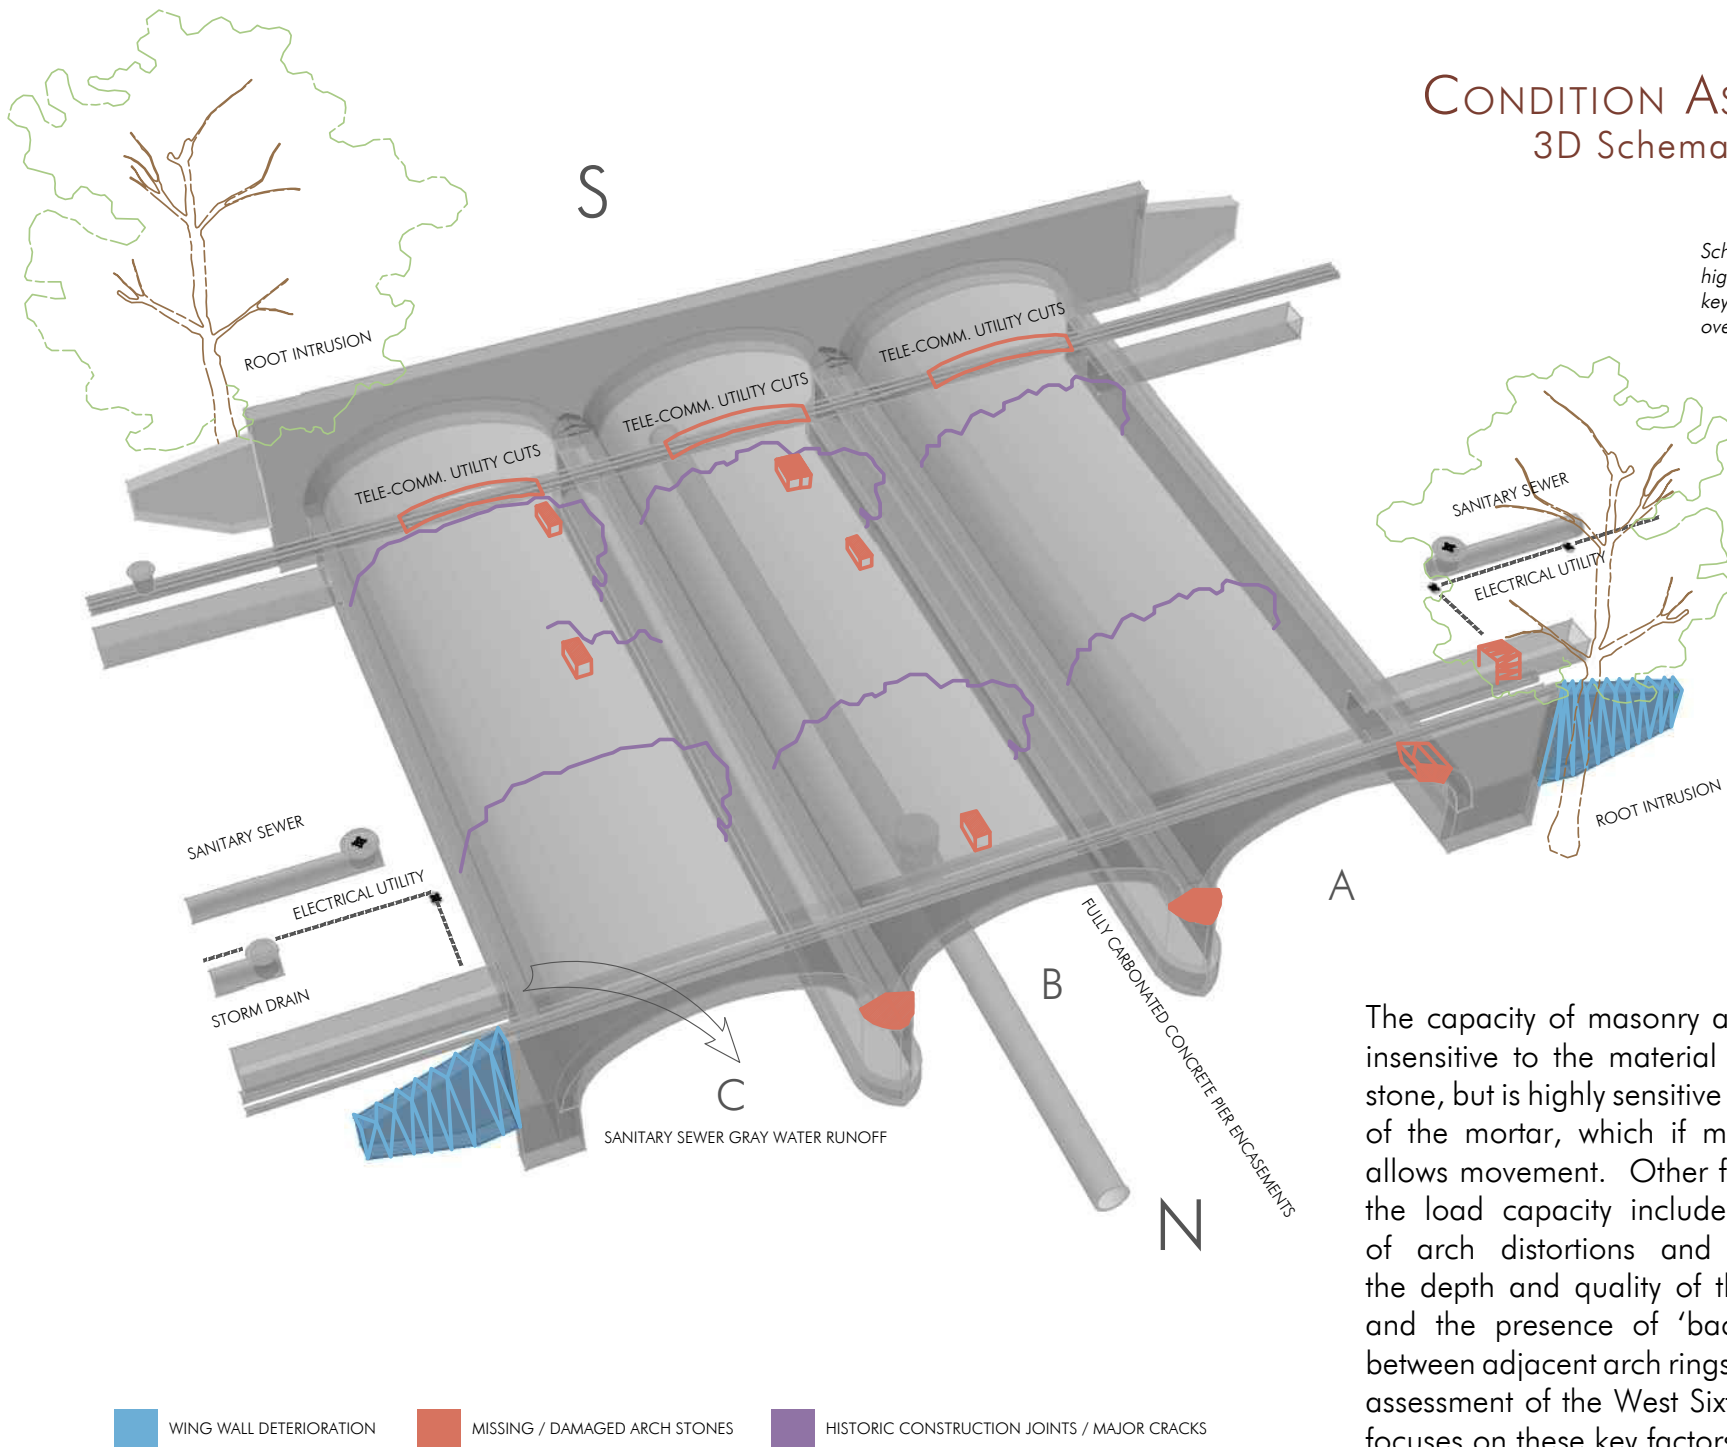 CONDITION
3D
S
ROOT INTRUSION
TELE-COMM. UTILITY CUTS
TELE-COMM. UTILITY CUTS
TELE-COMM. UTILITY CUTS
SANITARY SEWER
ELECTRICAL UTILITY
ROOT INTRUSION
SANITARY SEWER
ELECTRICAL UTILITY
STORM DRAIN
A
B
C
FULLY CARBONATED CONCRETE PIER ENCASEMENTS
SANITARY SEWER GRAY WATER RUNOFF
N
The capacity of masonry
insensitive to the material
stone, but is highly sensitive
of the mortar, which if
allows movement. Other
the load capacity include
of arch distortions and
the depth and quality of
and the presence of
between adjacent arch rings
assessment of the West
focuses on these key factors
WING WALL DETERIORATION
MISSING / DAMAGED ARCH STONES
HISTORIC CONSTRUCTION JOINTS / MAJOR CRACKS